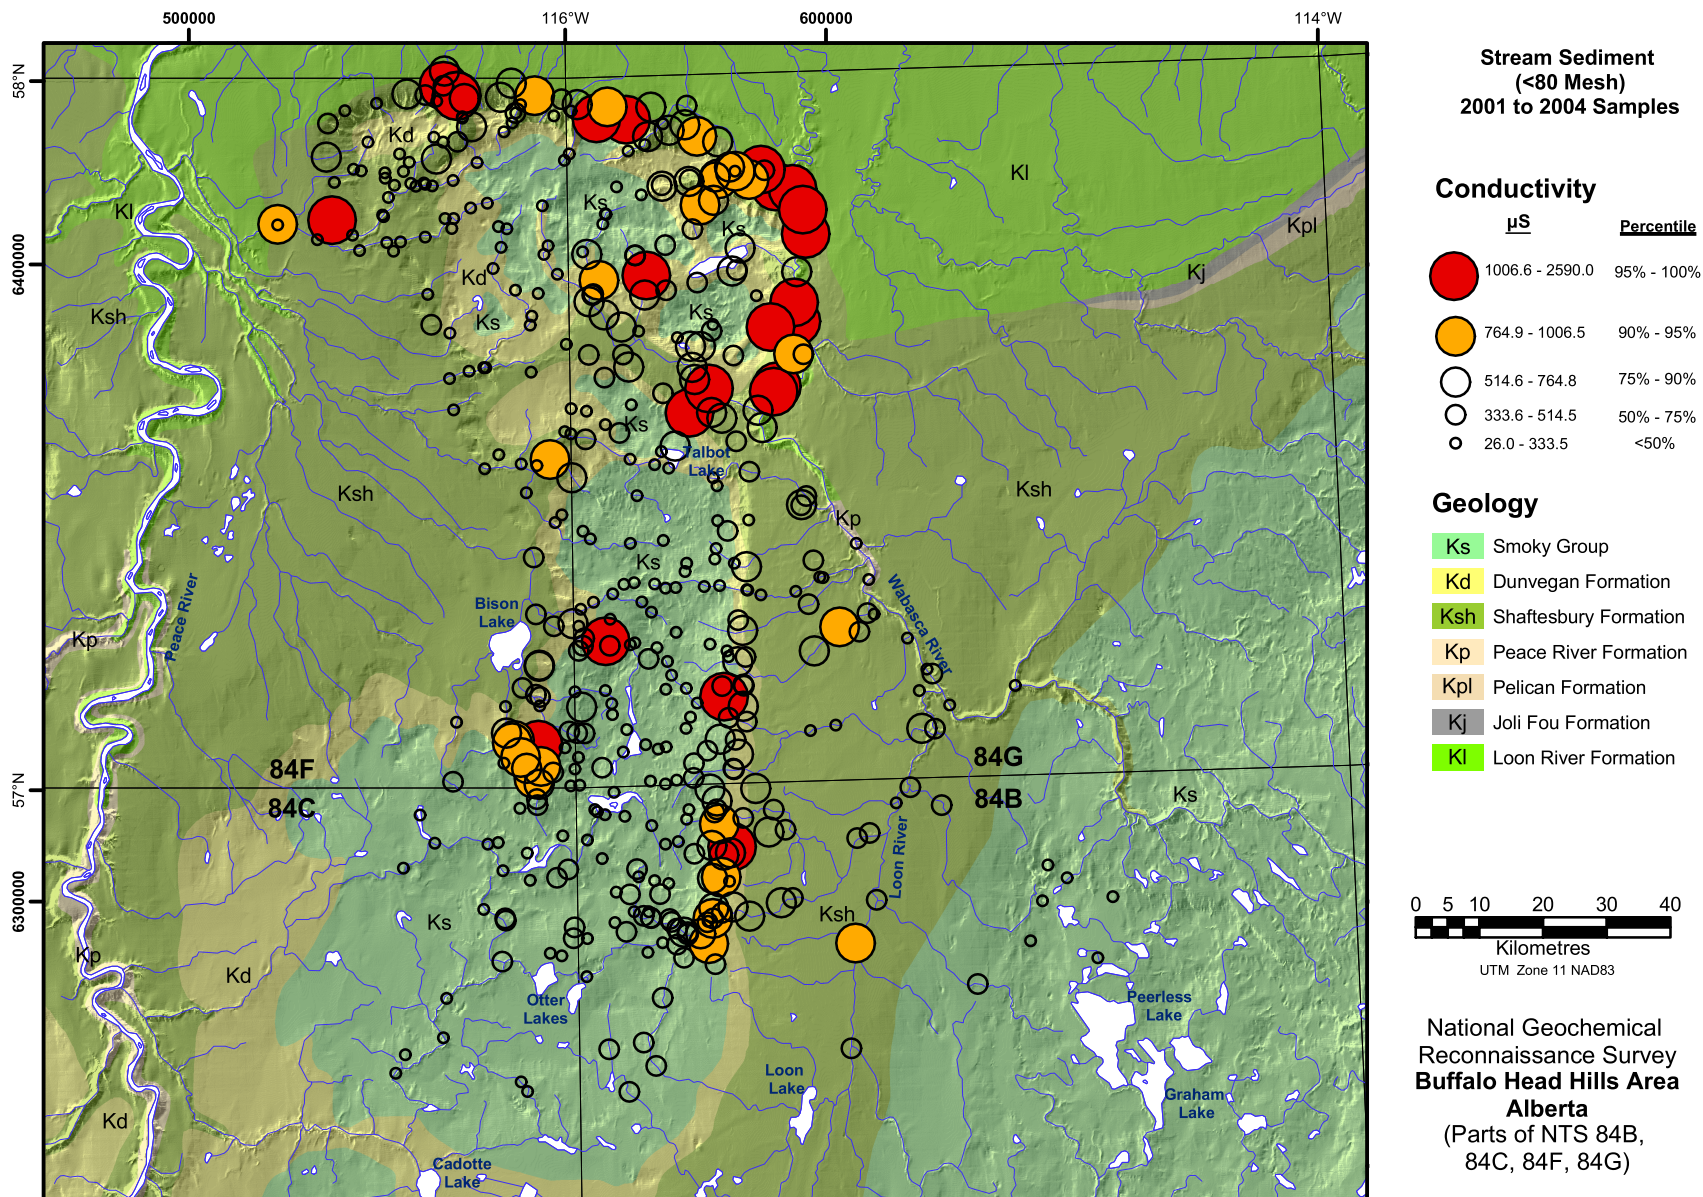 500000
116°W
600000
114°W
58°N
6400000
57°N
6300000
Kd
Kl
Kl
Kpl
Kj
Ks
Ks
Kd
Ksh
Ks
Ks
Ks
Talbot
Lake
Ksh
Ksh
Kp
Ks
Peace River
Wabasca River
Bison
Lake
Kp
84F
84G
84C
84B
Ks
Loon River
Ks
Ksh
Kp
Kd
Otter
Lakes
Peerless
Lake
Loon
Lake
Graham
Lake
Kd
Cadotte
Lake
Stream Sediment
(<80 Mesh)
2001 to 2004 Samples
Conductivity
µS Percentile
1006.6 - 2590.0 95% - 100%
764.9 - 1006.5 90% - 95%
514.6 - 764.8 75% - 90%
333.6 - 514.5 50% - 75%
26.0 - 333.5 <50%
Geology
Ks Smoky Group
Kd Dunvegan Formation
Ksh Shaftesbury Formation
Kp Peace River Formation
Kpl Pelican Formation
Kj Joli Fou Formation
Kl Loon River Formation
0 5 10 20 30 40
Kilometres
UTM Zone 11 NAD83
National Geochemical
Reconnaissance Survey
Buffalo Head Hills Area
Alberta
(Parts of NTS 84B,
84C, 84F, 84G)